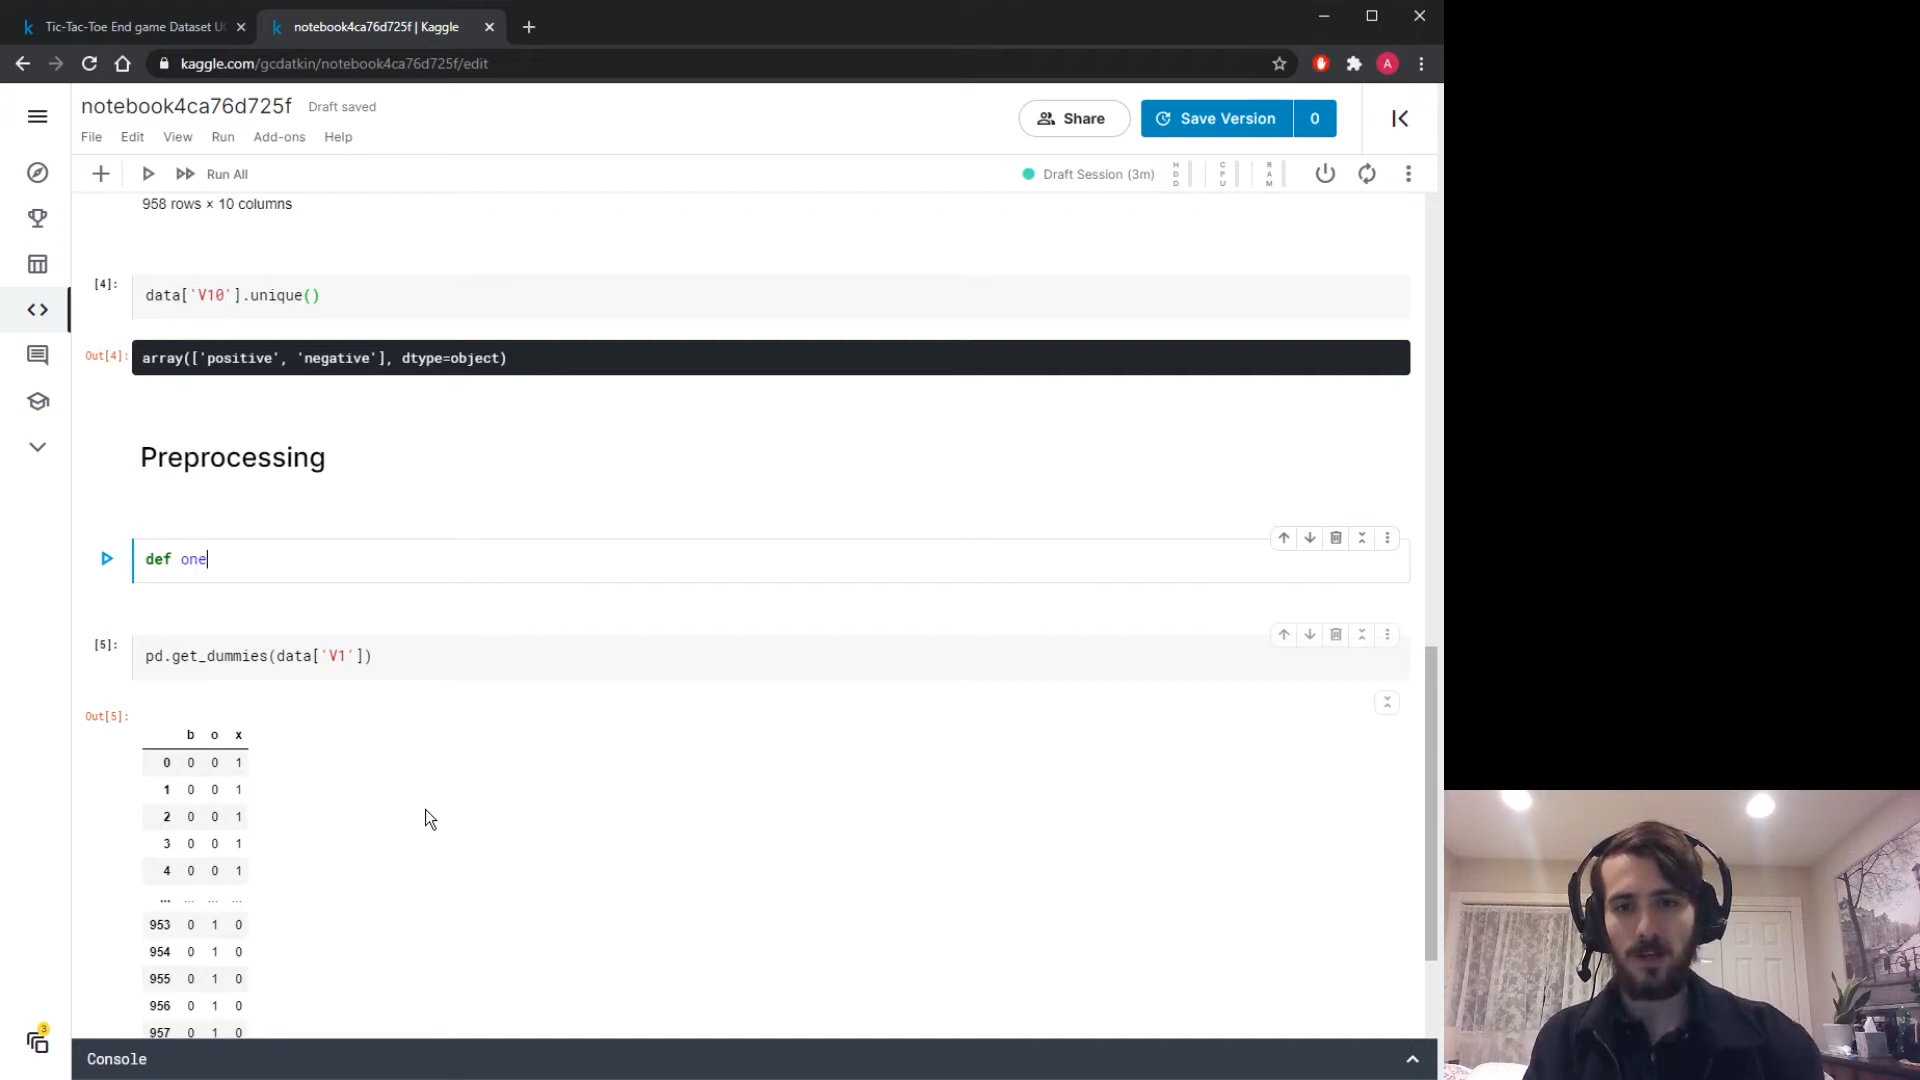 Tic-Tac-Toe End game Dataset U
notebook4ca76d725f | Kaggle
kaggle.com/gcdatkin/notebook4ca76d725f/edit
A
notebook4ca76d725f Draft saved
Share
Save Version 0
File Edit View Run Add-ons Help
Run All
Draft Session (3m)
HDD
CPU
RAM
958 rows × 10 columns
[4]:
data['V10'].unique()
Out[4]:
array(['positive', 'negative'], dtype=object)
Preprocessing
def one
[5]:
pd.get_dummies(data['V1'])
Out[5]:
b o x
0 0 0 1
1 0 0 1
2 0 0 1
3 0 0 1
4 0 0 1
... ... ... ...
953 0 1 0
954 0 1 0
955 0 1 0
956 0 1 0
957 0 1 0
3
Console